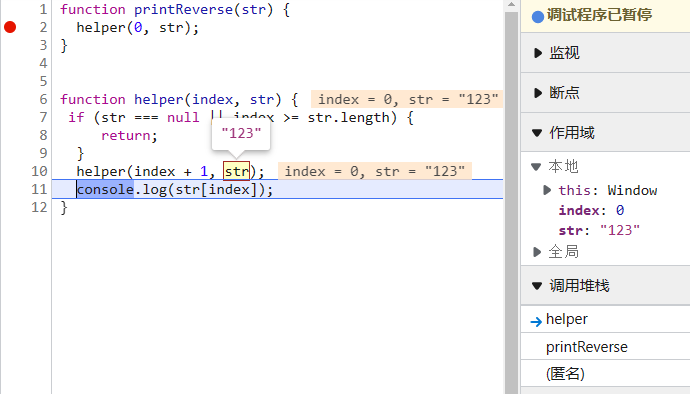 1 function printReverse(str) {
2 helper(0, str);
3 }
4
5
6 function helper(index, str) { index = 0, str = "123"
7 if (str === null || index >= str.length) {
"123"
8 return;
9 }
10 helper(index + 1, str); index = 0, str = "123"
11 console.log(str[index]);
12 }
调试程序已暂停
监视
断点
作用域
本地
this: Window
index: 0
str: "123"
全局
调用堆栈
helper
printReverse
(匿名)